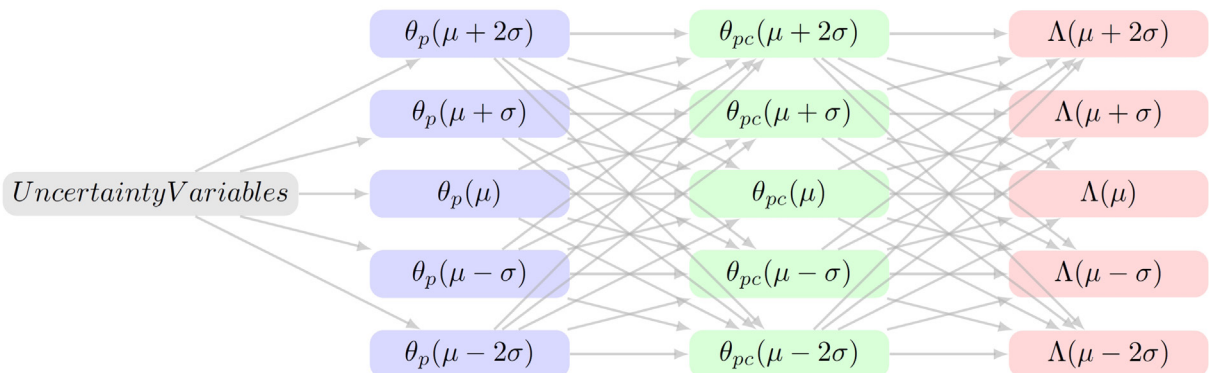 θ_p(μ + 2σ) θ_pc(μ + 2σ) Λ(μ + 2σ)
θ_p(μ + σ) θ_pc(μ + σ) Λ(μ + σ)
UncertaintyVariables θ_p(μ) θ_pc(μ) Λ(μ)
θ_p(μ − σ) θ_pc(μ − σ) Λ(μ − σ)
θ_p(μ − 2σ) θ_pc(μ − 2σ) Λ(μ − 2σ)